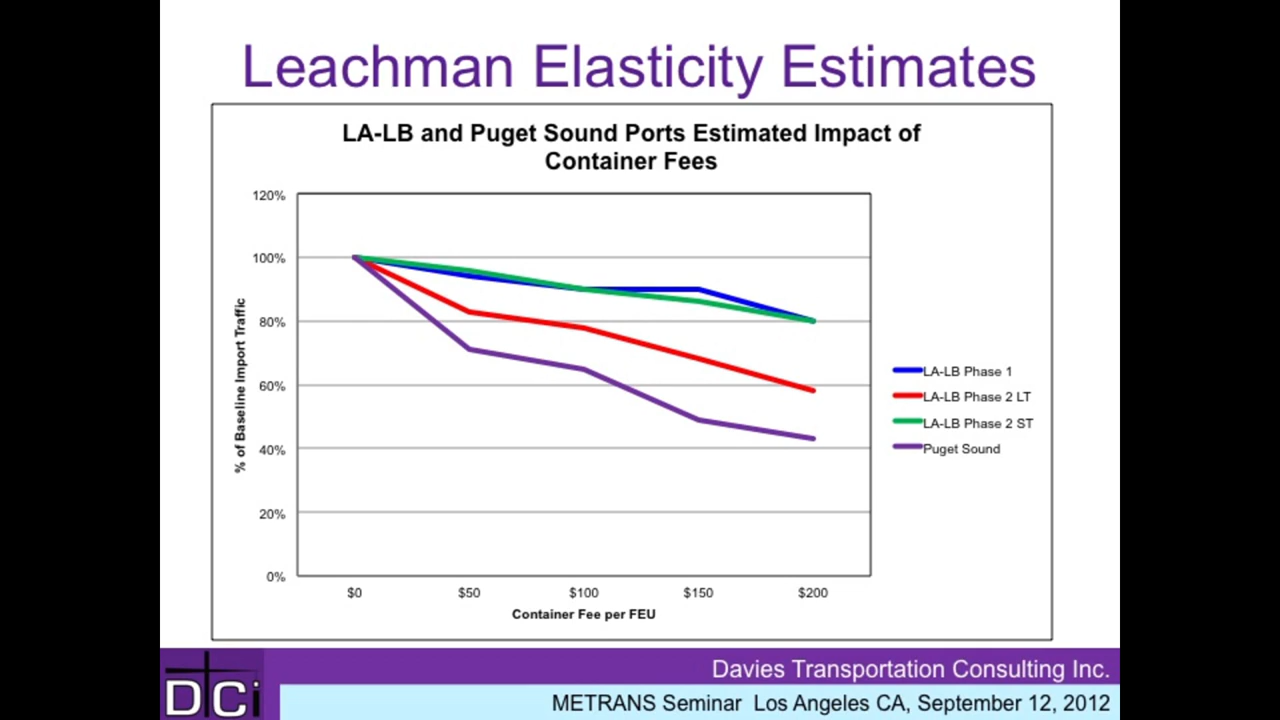 Leachman Elasticity Estimates
LA-LB and Puget Sound Ports Estimated Impact of
Container Fees
120%
100%
80%
60%
40%
20%
0%
% of Baseline Import Traffic
$0 $50 $100 $150 $200
Container Fee per FEU
LA-LB Phase 1
LA-LB Phase 2 LT
LA-LB Phase 2 ST
Puget Sound
DCi
Davies Transportation Consulting Inc.
METRANS Seminar Los Angeles CA, September 12, 2012